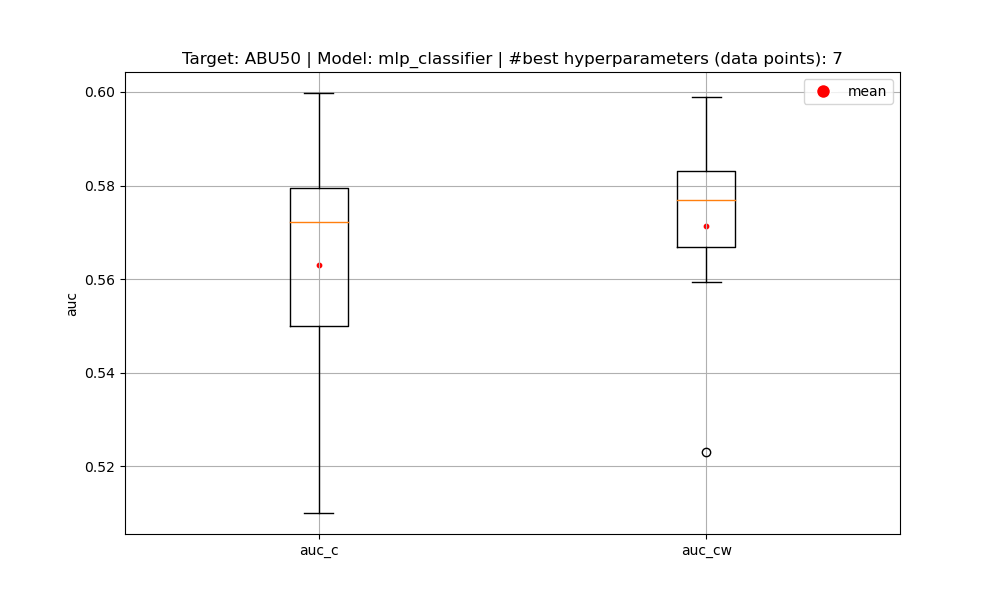 Target: ABU50 | Model: mlp_classifier | #best hyperparameters (data points): 7
mean
0.60
0.58
0.56
0.54
0.52
auc
auc_c
auc_cw